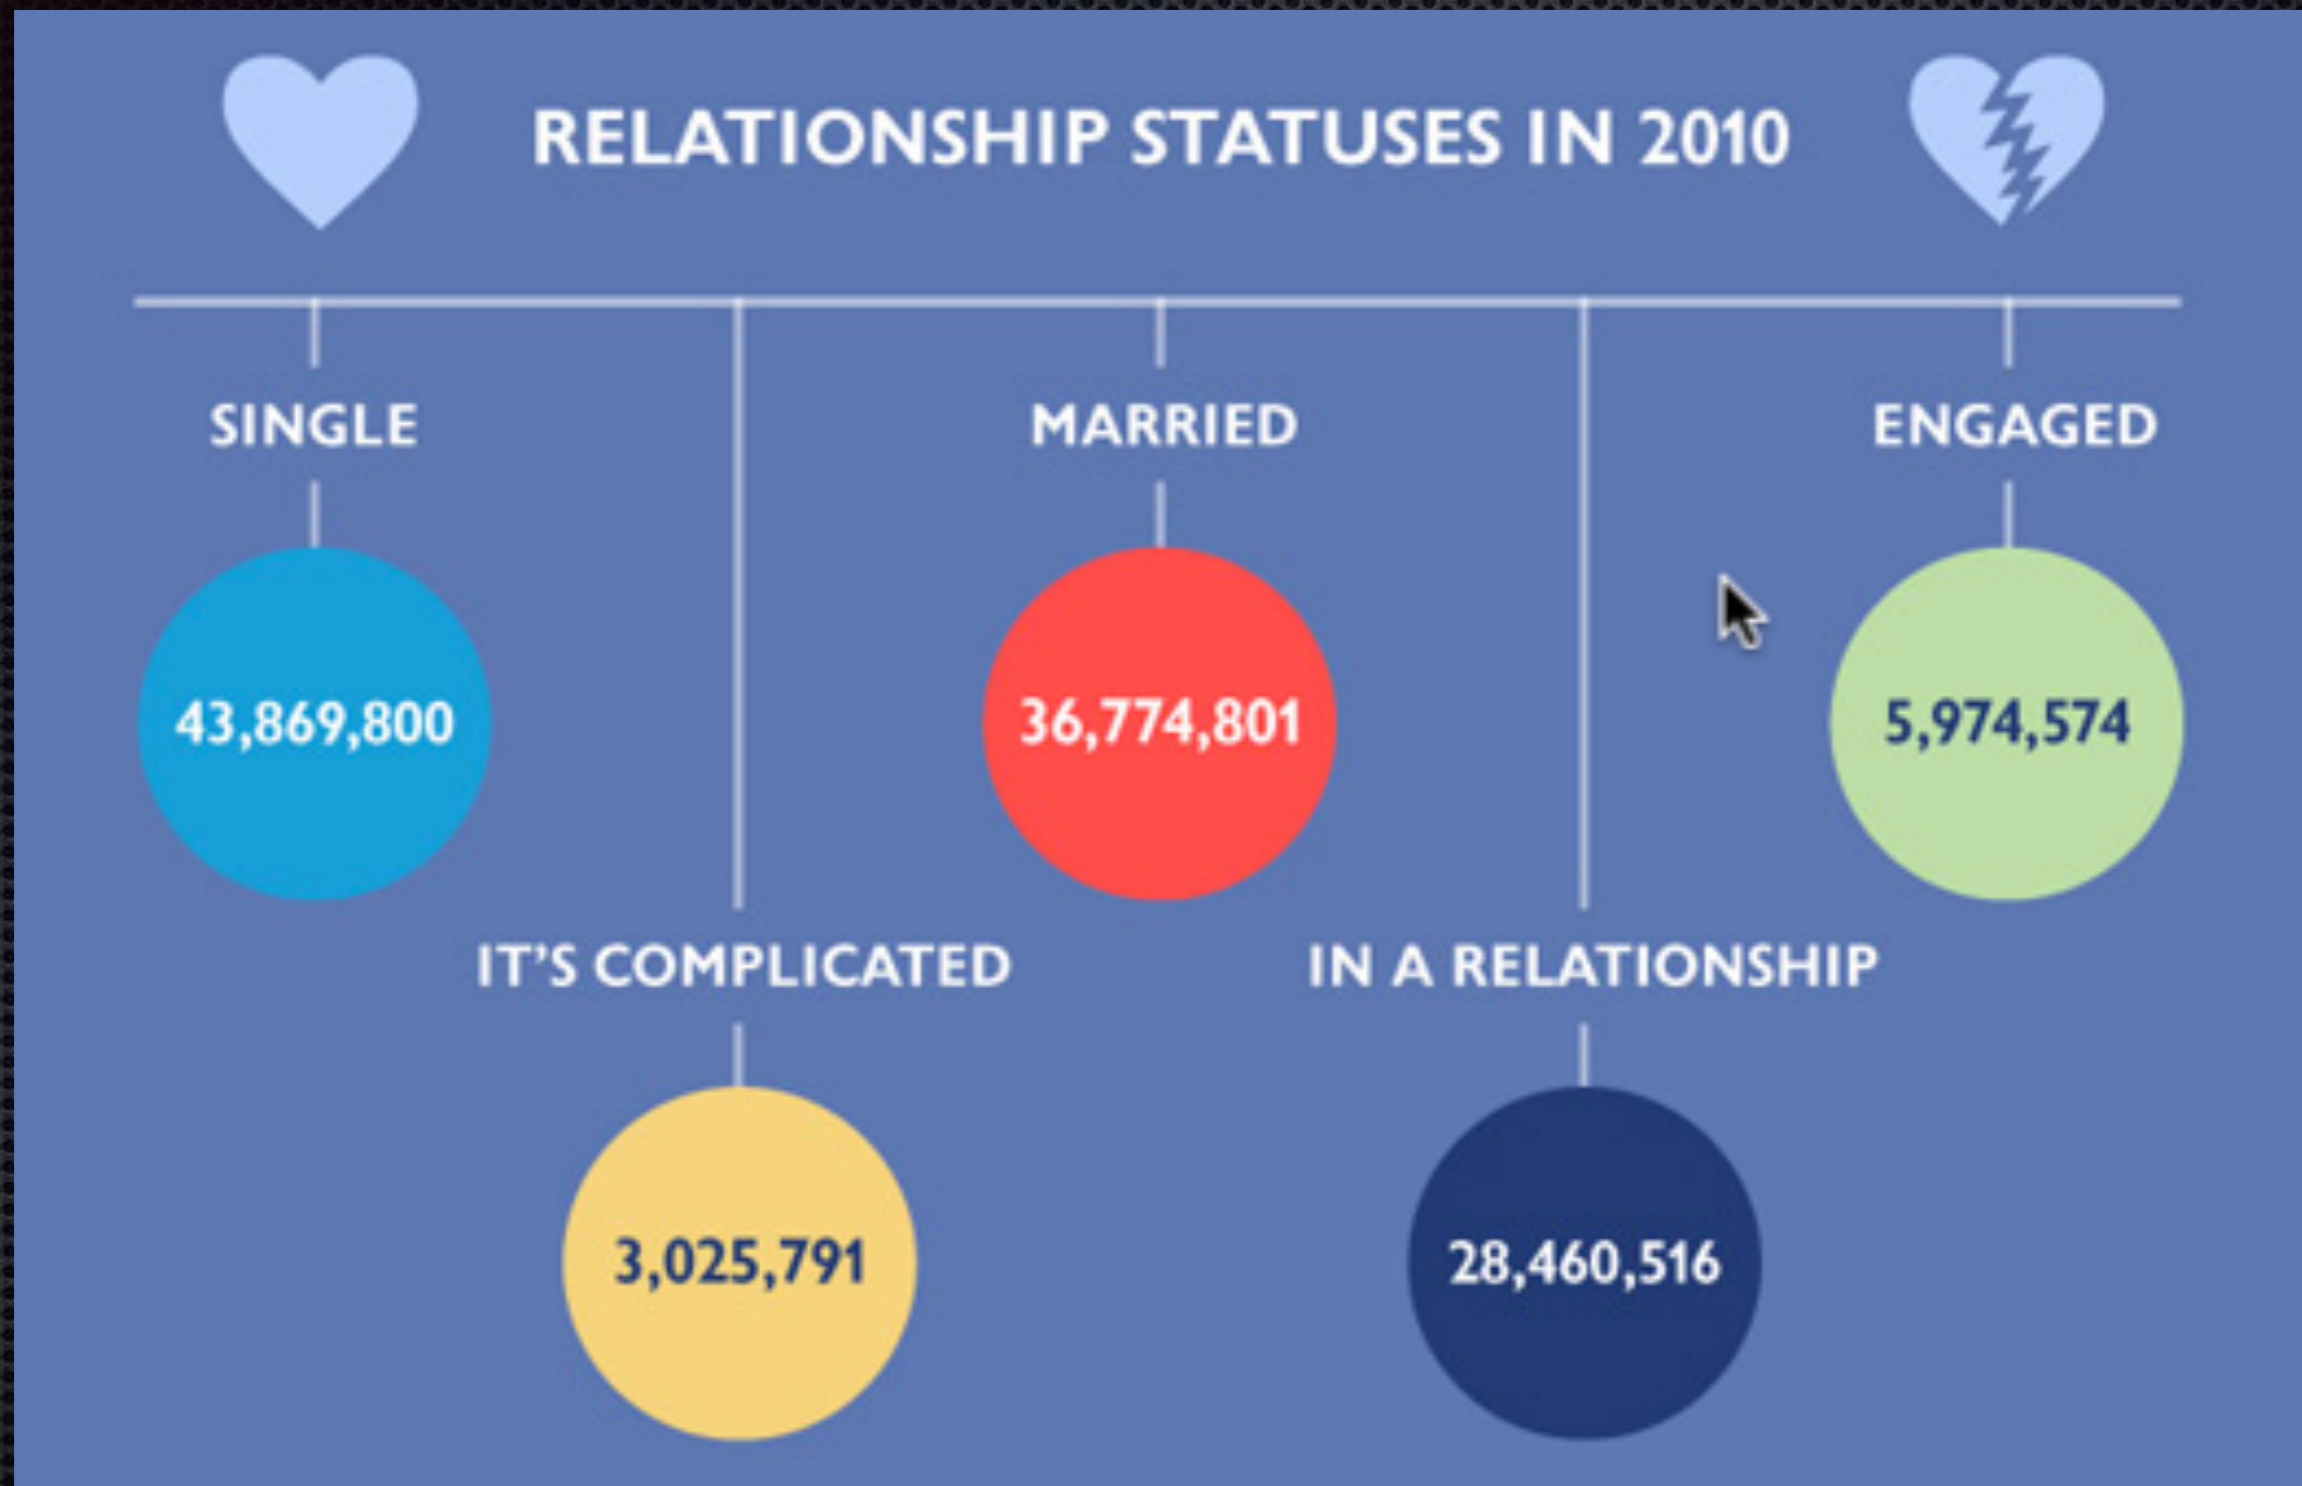 RELATIONSHIP STATUSES IN 2010
SINGLE
MARRIED
ENGAGED
43,869,800
36,774,801
5,974,574
IT'S COMPLICATED
IN A RELATIONSHIP
3,025,791
28,460,516